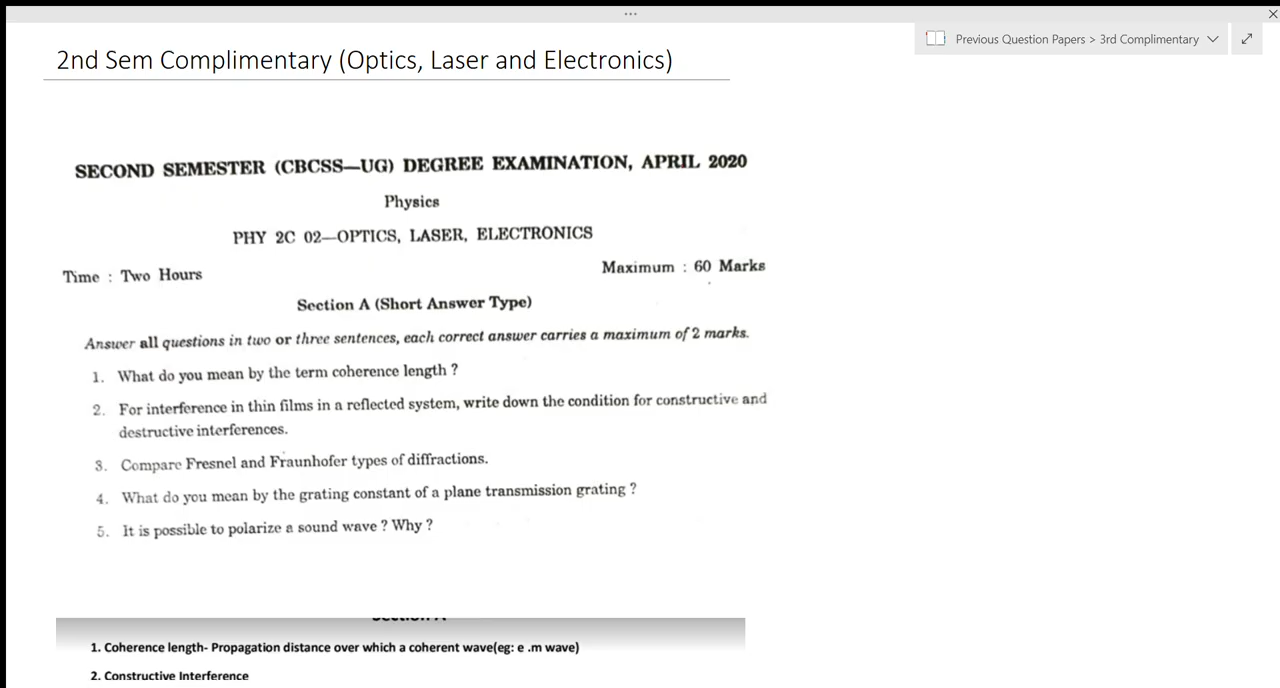 Previous Question Papers > 3rd Complimentary
2nd Sem Complimentary (Optics, Laser and Electronics)
SECOND SEMESTER (CBCSS—UG) DEGREE EXAMINATION, APRIL 2020
Physics
PHY 2C 02—OPTICS, LASER, ELECTRONICS
Time : Two Hours
Maximum : 60 Marks
Section A (Short Answer Type)
Answer all questions in two or three sentences, each correct answer carries a maximum of 2 marks.
1. What do you mean by the term coherence length ?
2. For interference in thin films in a reflected system, write down the condition for constructive and
destructive interferences.
3. Compare Fresnel and Fraunhofer types of diffractions.
4. What do you mean by the grating constant of a plane transmission grating ?
5. It is possible to polarize a sound wave ? Why ?
1. Coherence length- Propagation distance over which a coherent wave(eg: e .m wave)
2. Constructive Interference